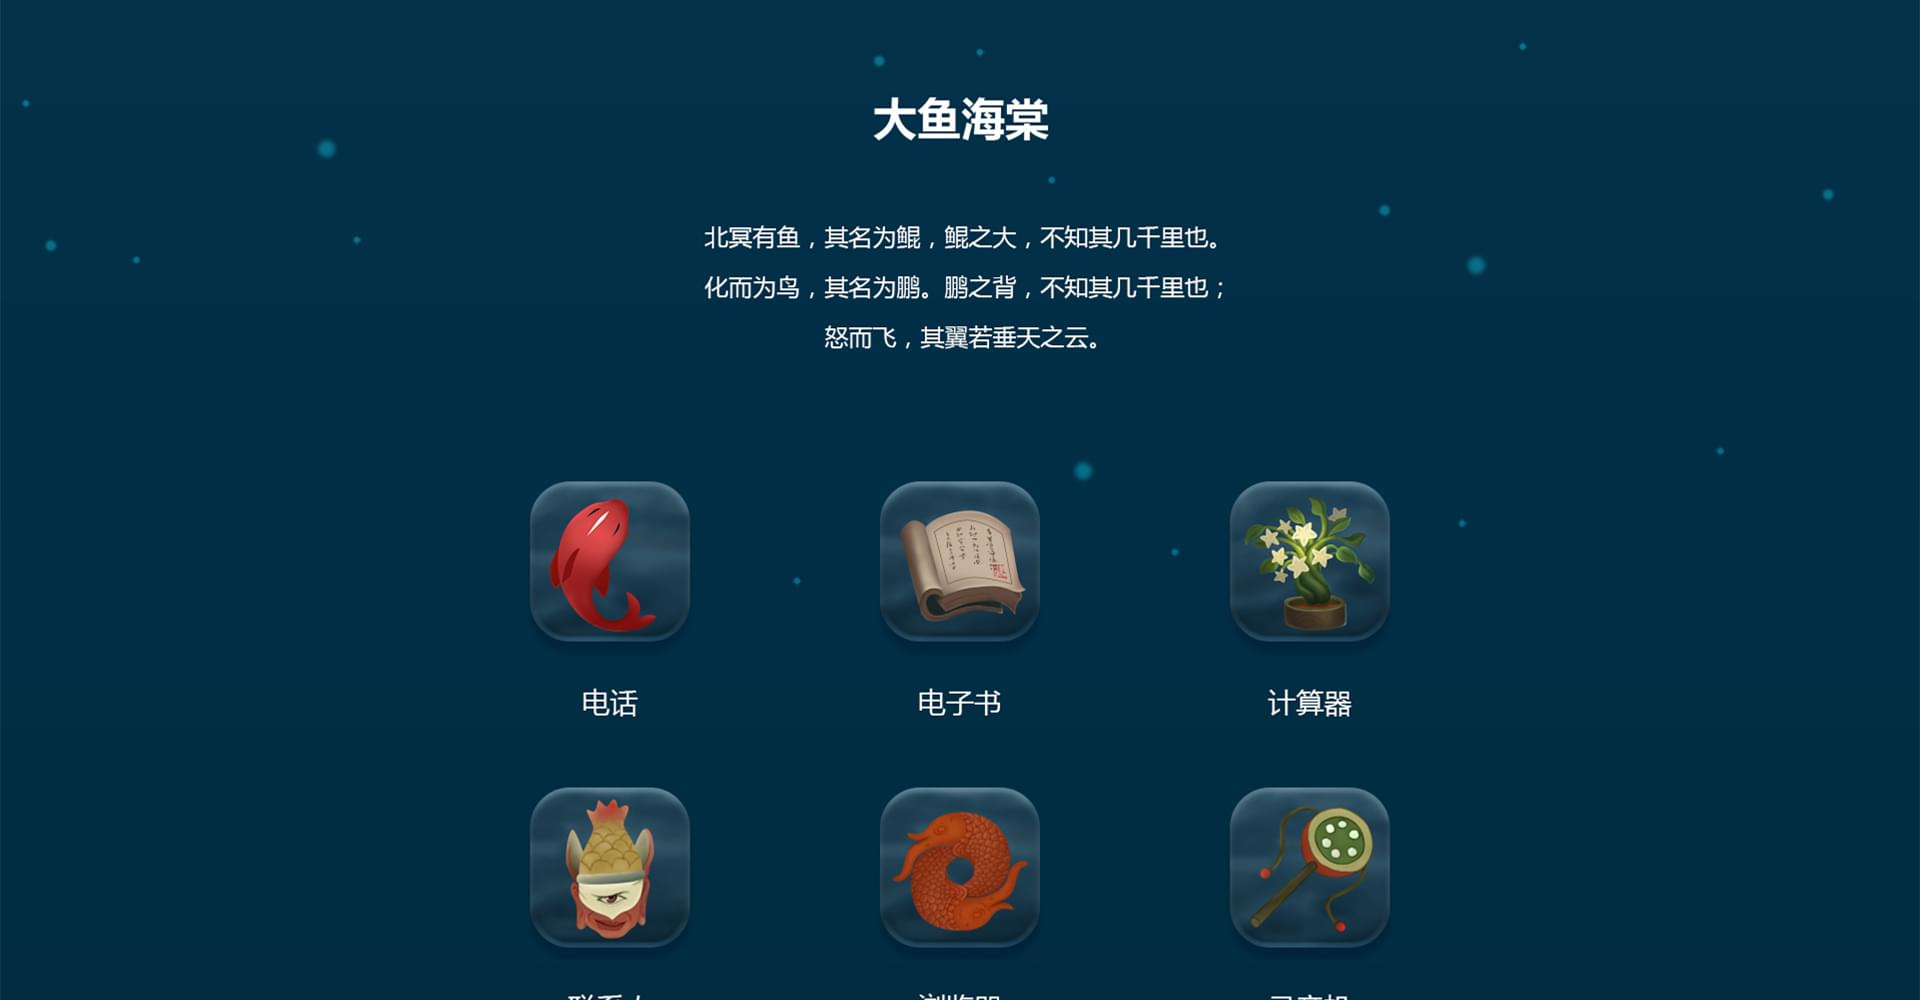 大鱼海棠
北冥有鱼，其名为鲲，鲲之大，不知其几千里也。
化而为鸟，其名为鹏。鹏之背，不知其几千里也；
怒而飞，其翼若垂天之云。
电话
电子书
计算器